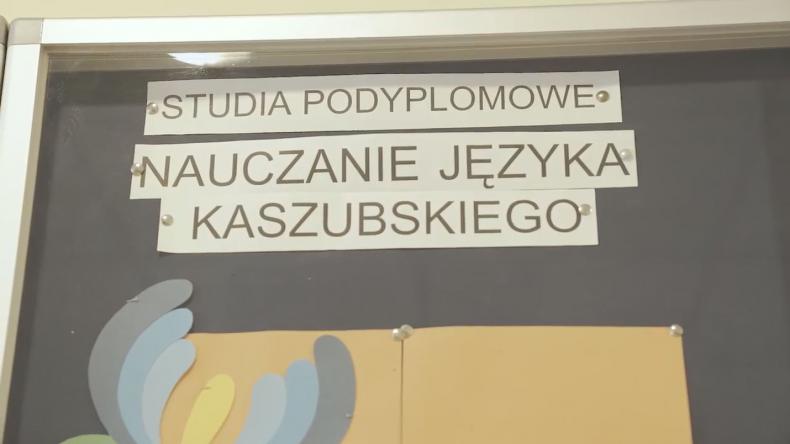 STUDIA PODYPLOMOWE
NAUCZANIE JĘZYKA
KASZUBSKIEGO